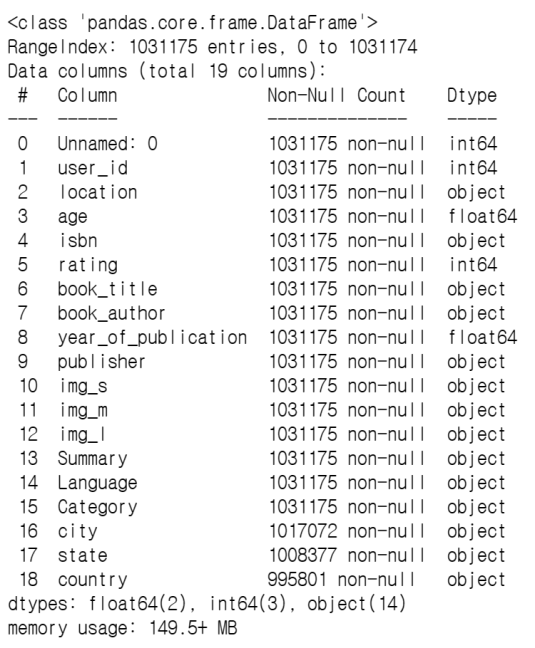 <class 'pandas.core.frame.DataFrame'>
RangeIndex: 1031175 entries, 0 to 1031174
Data columns (total 19 columns):
 #   Column               Non-Null Count    Dtype
---  ------               --------------    -----
 0   Unnamed: 0           1031175 non-null  int64
 1   user_id              1031175 non-null  int64
 2   location             1031175 non-null  object
 3   age                  1031175 non-null  float64
 4   isbn                 1031175 non-null  object
 5   rating               1031175 non-null  int64
 6   book_title           1031175 non-null  object
 7   book_author          1031175 non-null  object
 8   year_of_publication  1031175 non-null  float64
 9   publisher            1031175 non-null  object
 10  img_s                1031175 non-null  object
 11  img_m                1031175 non-null  object
 12  img_l                1031175 non-null  object
 13  Summary              1031175 non-null  object
 14  Language             1031175 non-null  object
 15  Category             1031175 non-null  object
 16  city                 1017072 non-null  object
 17  state                1008377 non-null  object
 18  country              995801 non-null   object
dtypes: float64(2), int64(3), object(14)
memory usage: 149.5+ MB